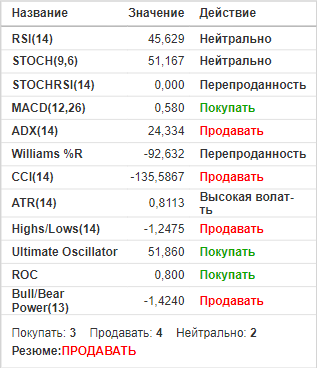 Название Значение Действие
RSI(14) 45,629 Нейтрально
STOCH(9,6) 51,167 Нейтрально
STOCHRSI(14) 0,000 Перепроданность
MACD(12,26) 0,580 Покупать
ADX(14) 24,334 Продавать
Williams %R -92,632 Перепроданность
CCI(14) -135,5867 Продавать
ATR(14) 0,8113 Высокая волат-
ть
Highs/Lows(14) -1,2475 Продавать
Ultimate Oscillator 51,860 Покупать
ROC 0,800 Покупать
Bull/Bear
Power(13) -1,4240 Продавать
Покупать: 3 Продавать: 4 Нейтрально: 2
Резюме:ПРОДАВАТЬ